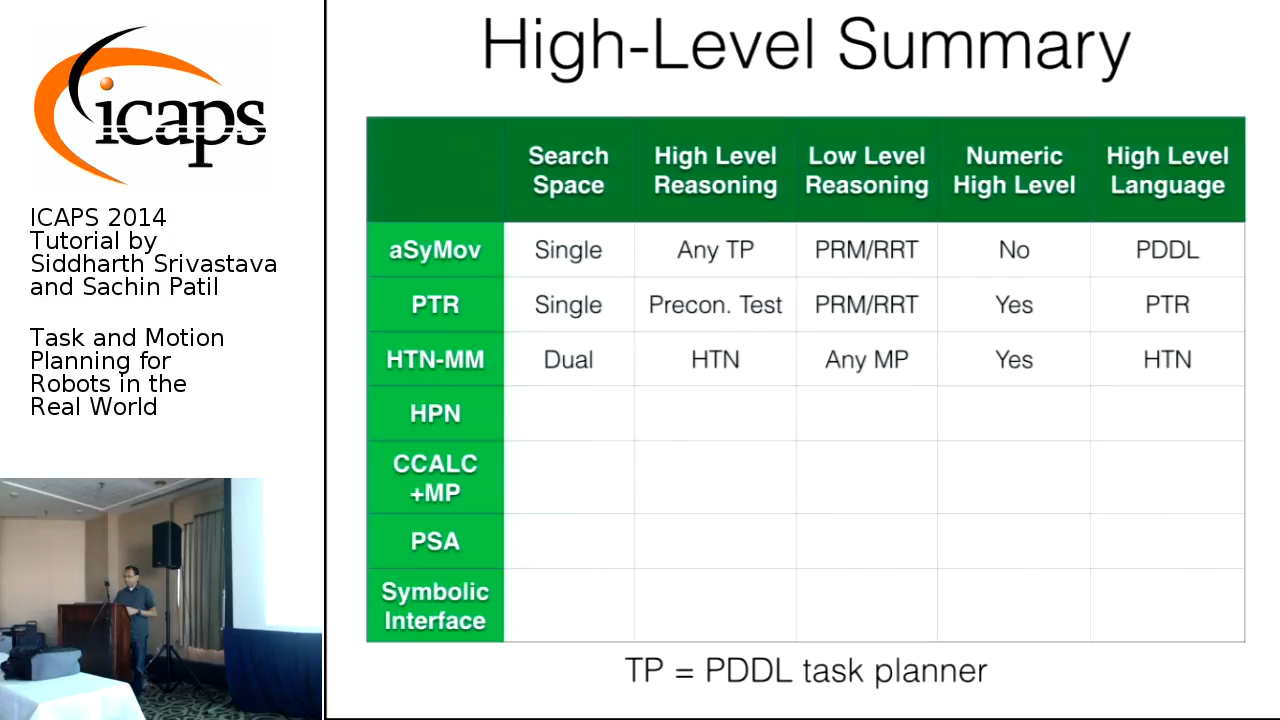 icaps
ICAPS 2014
Tutorial by
Siddharth Srivastava
and Sachin Patil
Task and Motion
Planning for
Robots in the
Real World
High-Level Summary
Search Space High Level Reasoning Low Level Reasoning Numeric High Level High Level Language
aSyMov Single Any TP PRM/RRT No PDDL
PTR Single Precon. Test PRM/RRT Yes PTR
HTN-MM Dual HTN Any MP Yes HTN
HPN
CCALC
+MP
PSA
Symbolic
Interface
TP = PDDL task planner